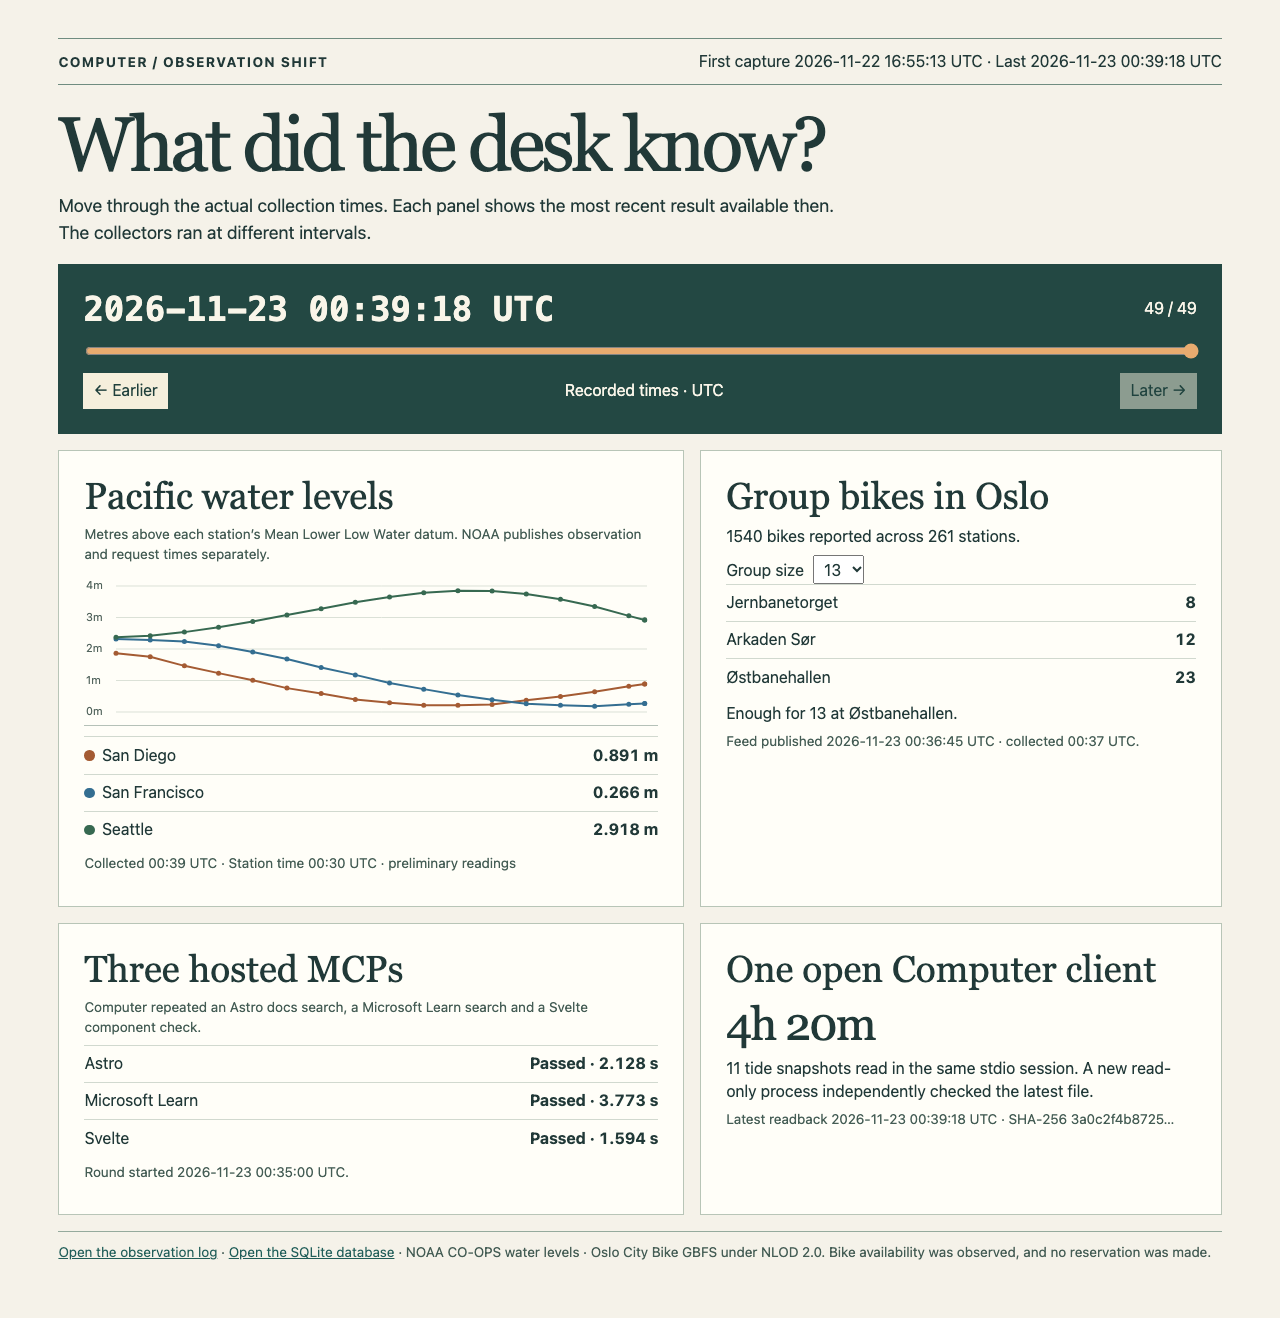 COMPUTER / OBSERVATION SHIFT
First capture 2026-11-22 16:55:13 UTC · Last 2026-11-23 00:39:18 UTC
What did the desk know?
Move through the actual collection times. Each panel shows the most recent result available then.
The collectors ran at different intervals.
2026–11–23 00:39:18 UTC
49 / 49
← Earlier
Recorded times · UTC
Later →
Pacific water levels
Metres above each station’s Mean Lower Low Water datum. NOAA publishes observation
and request times separately.
4m
3m
2m
1m
0m
San Diego 0.891 m
San Francisco 0.266 m
Seattle 2.918 m
Collected 00:39 UTC · Station time 00:30 UTC · preliminary readings
Group bikes in Oslo
1540 bikes reported across 261 stations.
Group size 13
Jernbanetorget 8
Arkaden Sør 12
Østbanehallen 23
Enough for 13 at Østbanehallen.
Feed published 2026-11-23 00:36:45 UTC · collected 00:37 UTC.
Three hosted MCPs
Computer repeated an Astro docs search, a Microsoft Learn search and a Svelte
component check.
Astro Passed · 2.128 s
Microsoft Learn Passed · 3.773 s
Svelte Passed · 1.594 s
Round started 2026-11-23 00:35:00 UTC.
One open Computer client
4h 20m
11 tide snapshots read in the same stdio session. A new read-
only process independently checked the latest file.
Latest readback 2026-11-23 00:39:18 UTC · SHA-256 3a0c2f4b8725…
Open the observation log · Open the SQLite database · NOAA CO-OPS water levels · Oslo City Bike GBFS under NLOD 2.0. Bike availability was observed, and no reservation was made.